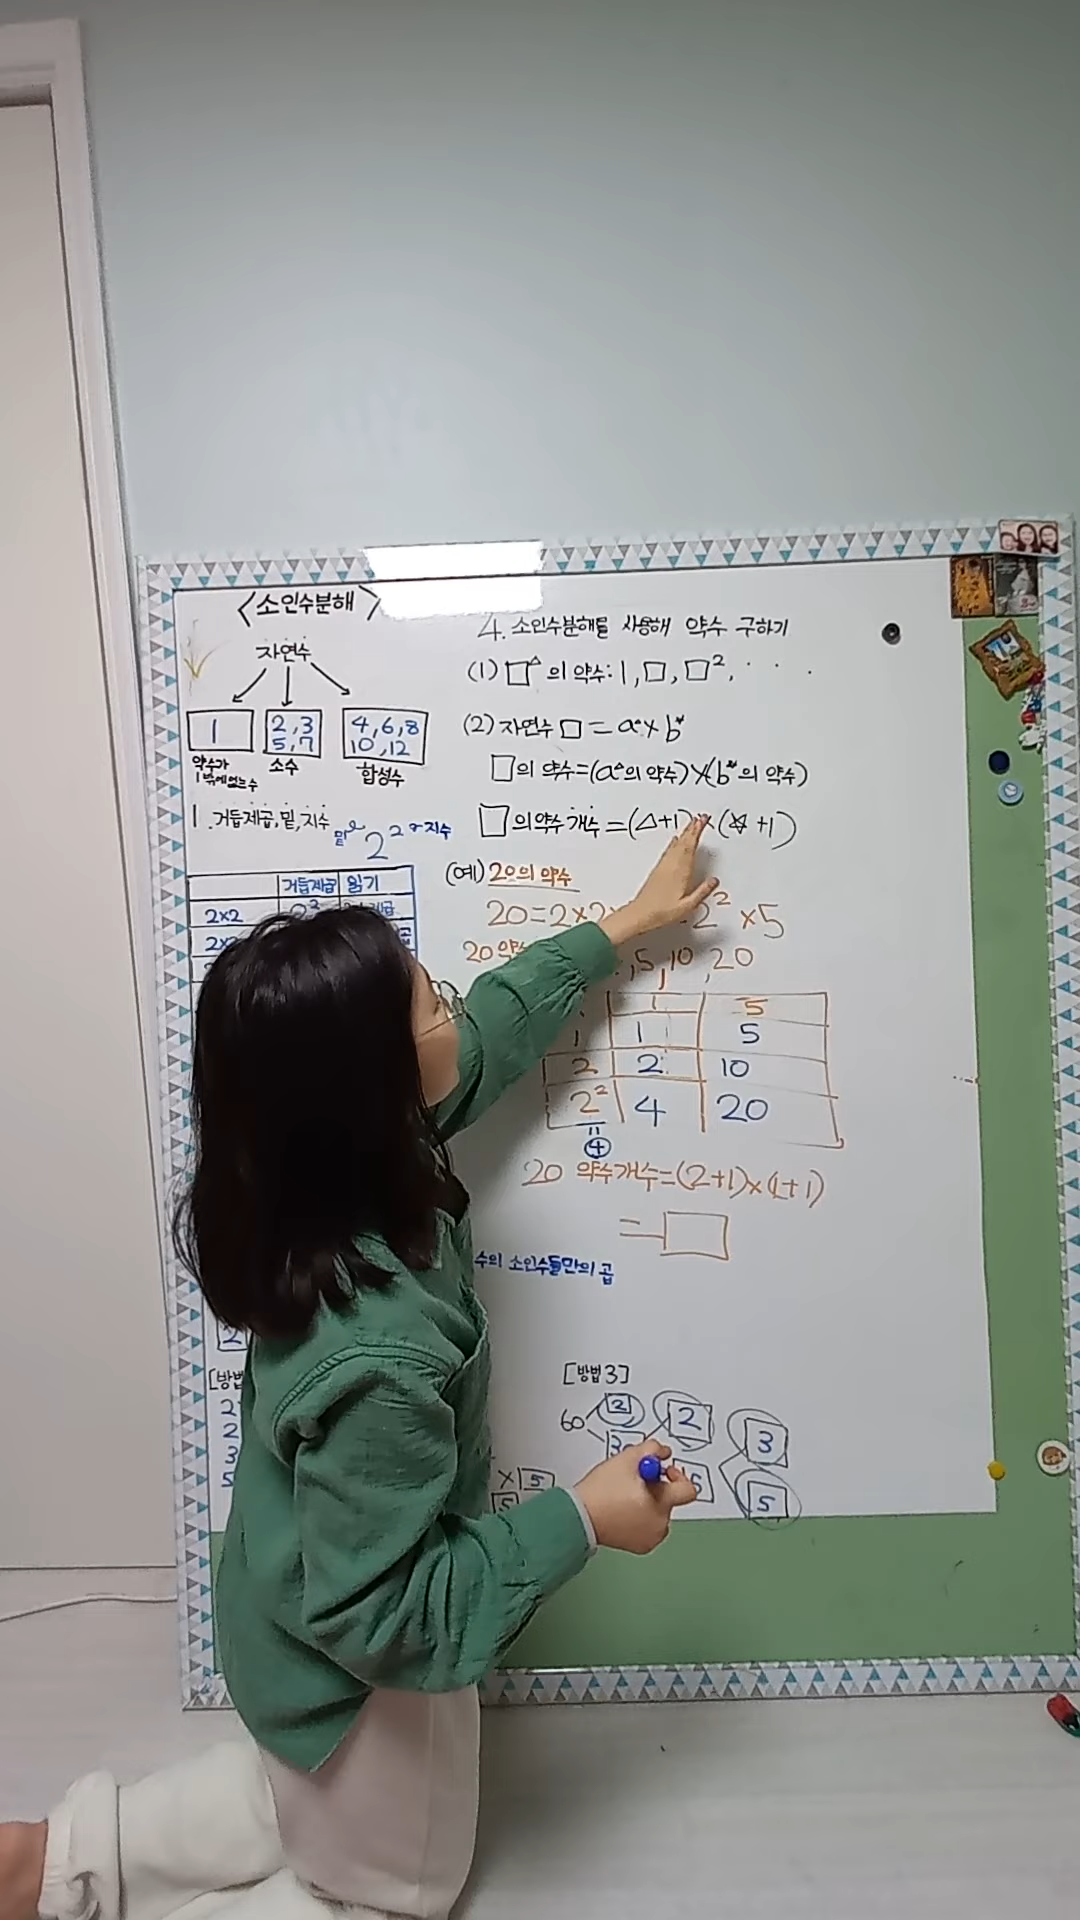 <소인수분해>
자연수
1
2,3
5,7
4,6,8
10,12
약수가
1밖에없는수
소수
합성수
1. 거듭제곱, 밑, 지수
밑 2² 지수
거듭제곱 읽기
2×2
4. 소인수분해를 사용해 약수 구하기
(1) □^△의 약수: 1, □, □², · · ·
(2) 자연수 □ = a^△×b^☆
□의 약수=(a^△의 약수)×(b^☆의 약수)
□의 약수 개수=(△+1)×(☆+1)
(예) 20의 약수
20=2×2 2²×5
20 약수 ,5,10,20
1 5
1 1 5
2 2 10
2² 4 20
=
④
20 약수개수=(2+1)×(1+1)
=□
수의 소인수들만의 곱
2
2
2
3
5
×5
5
[방법3]
60
2
2
3
5